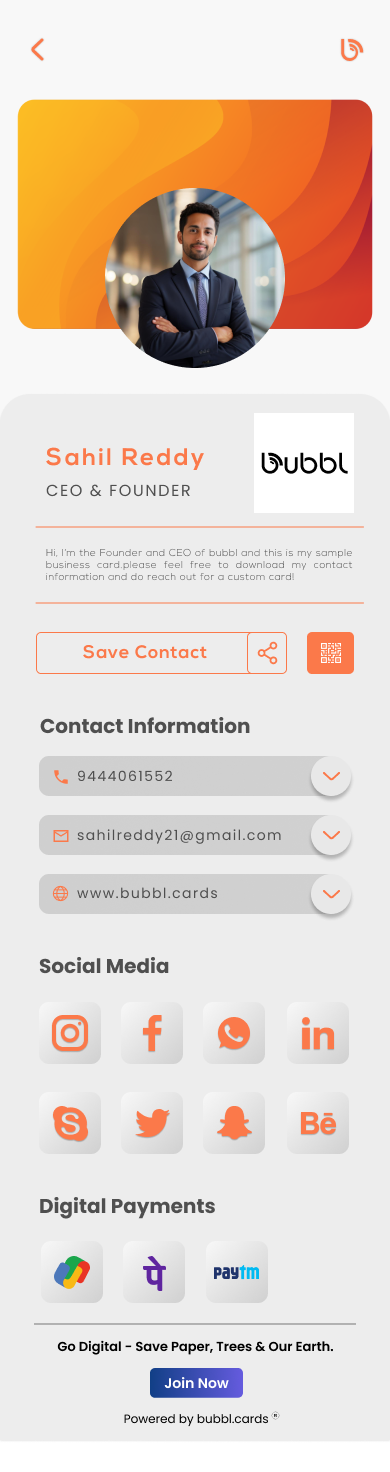 Sahil Reddy
bubbl
CEO & FOUNDER
Hi, I'm the Founder and CEO of bubbl and this is my sample
business card.please feel free to download my contact
information and do reach out for a custom card!
Save Contact
Contact Information
9444061552
sahilreddy21@gmail.com
www.bubbl.cards
Social Media
Bē
Digital Payments
पे
paytm
Go Digital - Save Paper, Trees & Our Earth.
Join Now
Powered by bubbl.cards ®